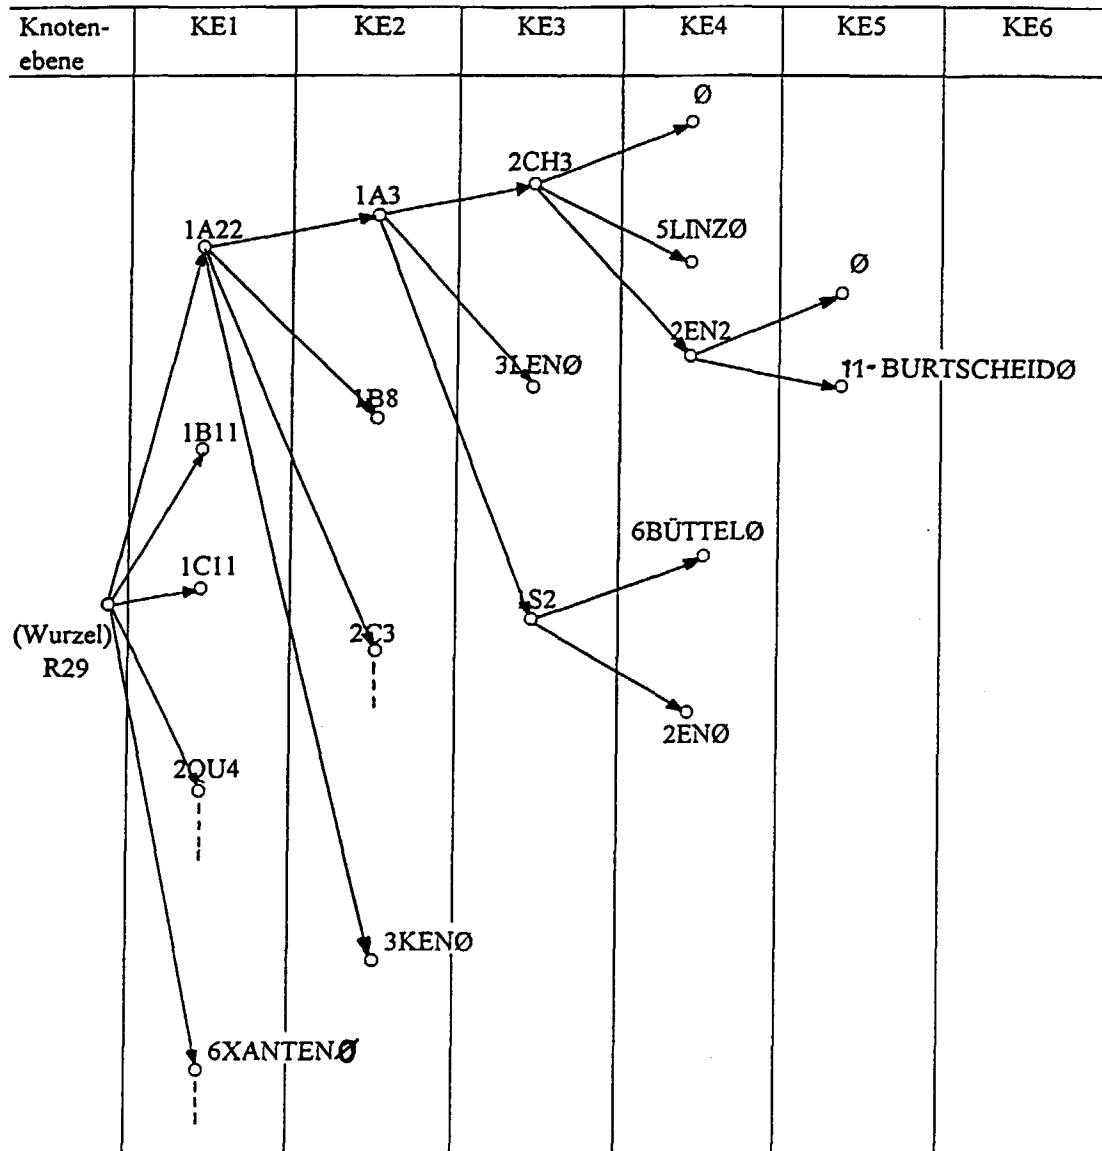 Knoten-
ebene
KE1
KE2
KE3
KE4
KE5
KE6
Ø
2CH3
1A3
1A22
5LINZØ
Ø
2EN2
3LENØ
11-BURTSCHEIDØ
1B8
1B11
6BÜTTELØ
1C11
S2
(Wurzel)
R29
2C3
2ENØ
2QU4
3KENØ
6XANTENØ